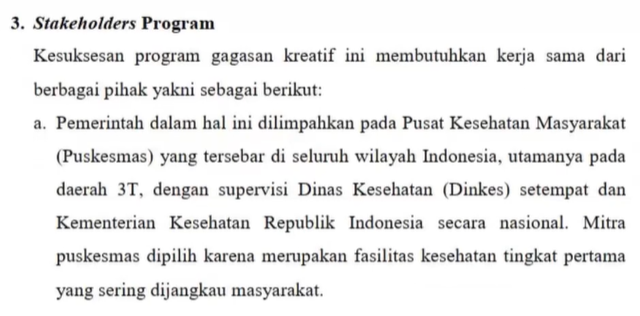 3. Stakeholders Program
Kesuksesan program gagasan kreatif ini membutuhkan kerja sama dari
berbagai pihak yakni sebagai berikut:
a. Pemerintah dalam hal ini dilimpahkan pada Pusat Kesehatan Masyarakat
(Puskesmas) yang tersebar di seluruh wilayah Indonesia, utamanya pada
daerah 3T, dengan supervisi Dinas Kesehatan (Dinkes) setempat dan
Kementerian Kesehatan Republik Indonesia secara nasional. Mitra
puskesmas dipilih karena merupakan fasilitas kesehatan tingkat pertama
yang sering dijangkau masyarakat.